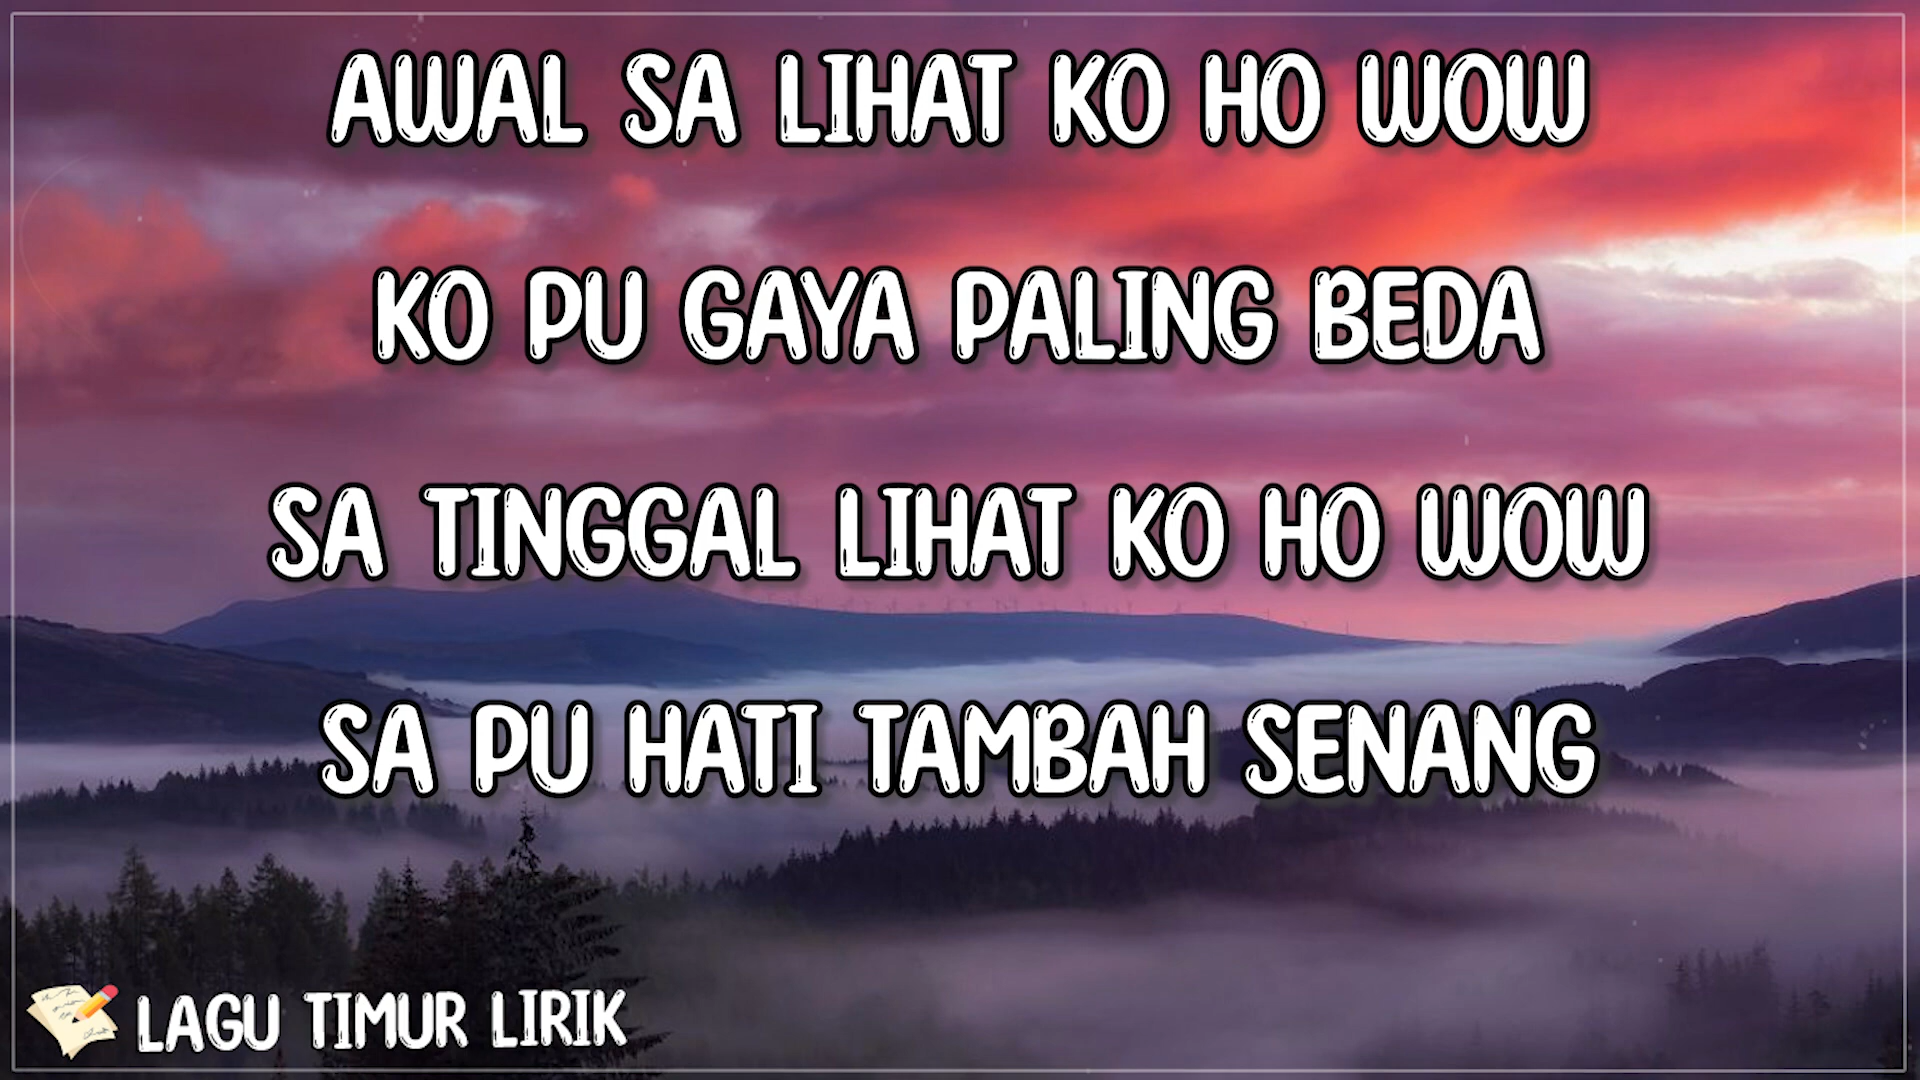 AWAL SA LIHAT KO HO WOW
KO PU GAYA PALING BEDA
SA TINGGAL LIHAT KO HO WOW
SA PU HATI TAMBAH SENANG
LAGU TIMUR LIRIK